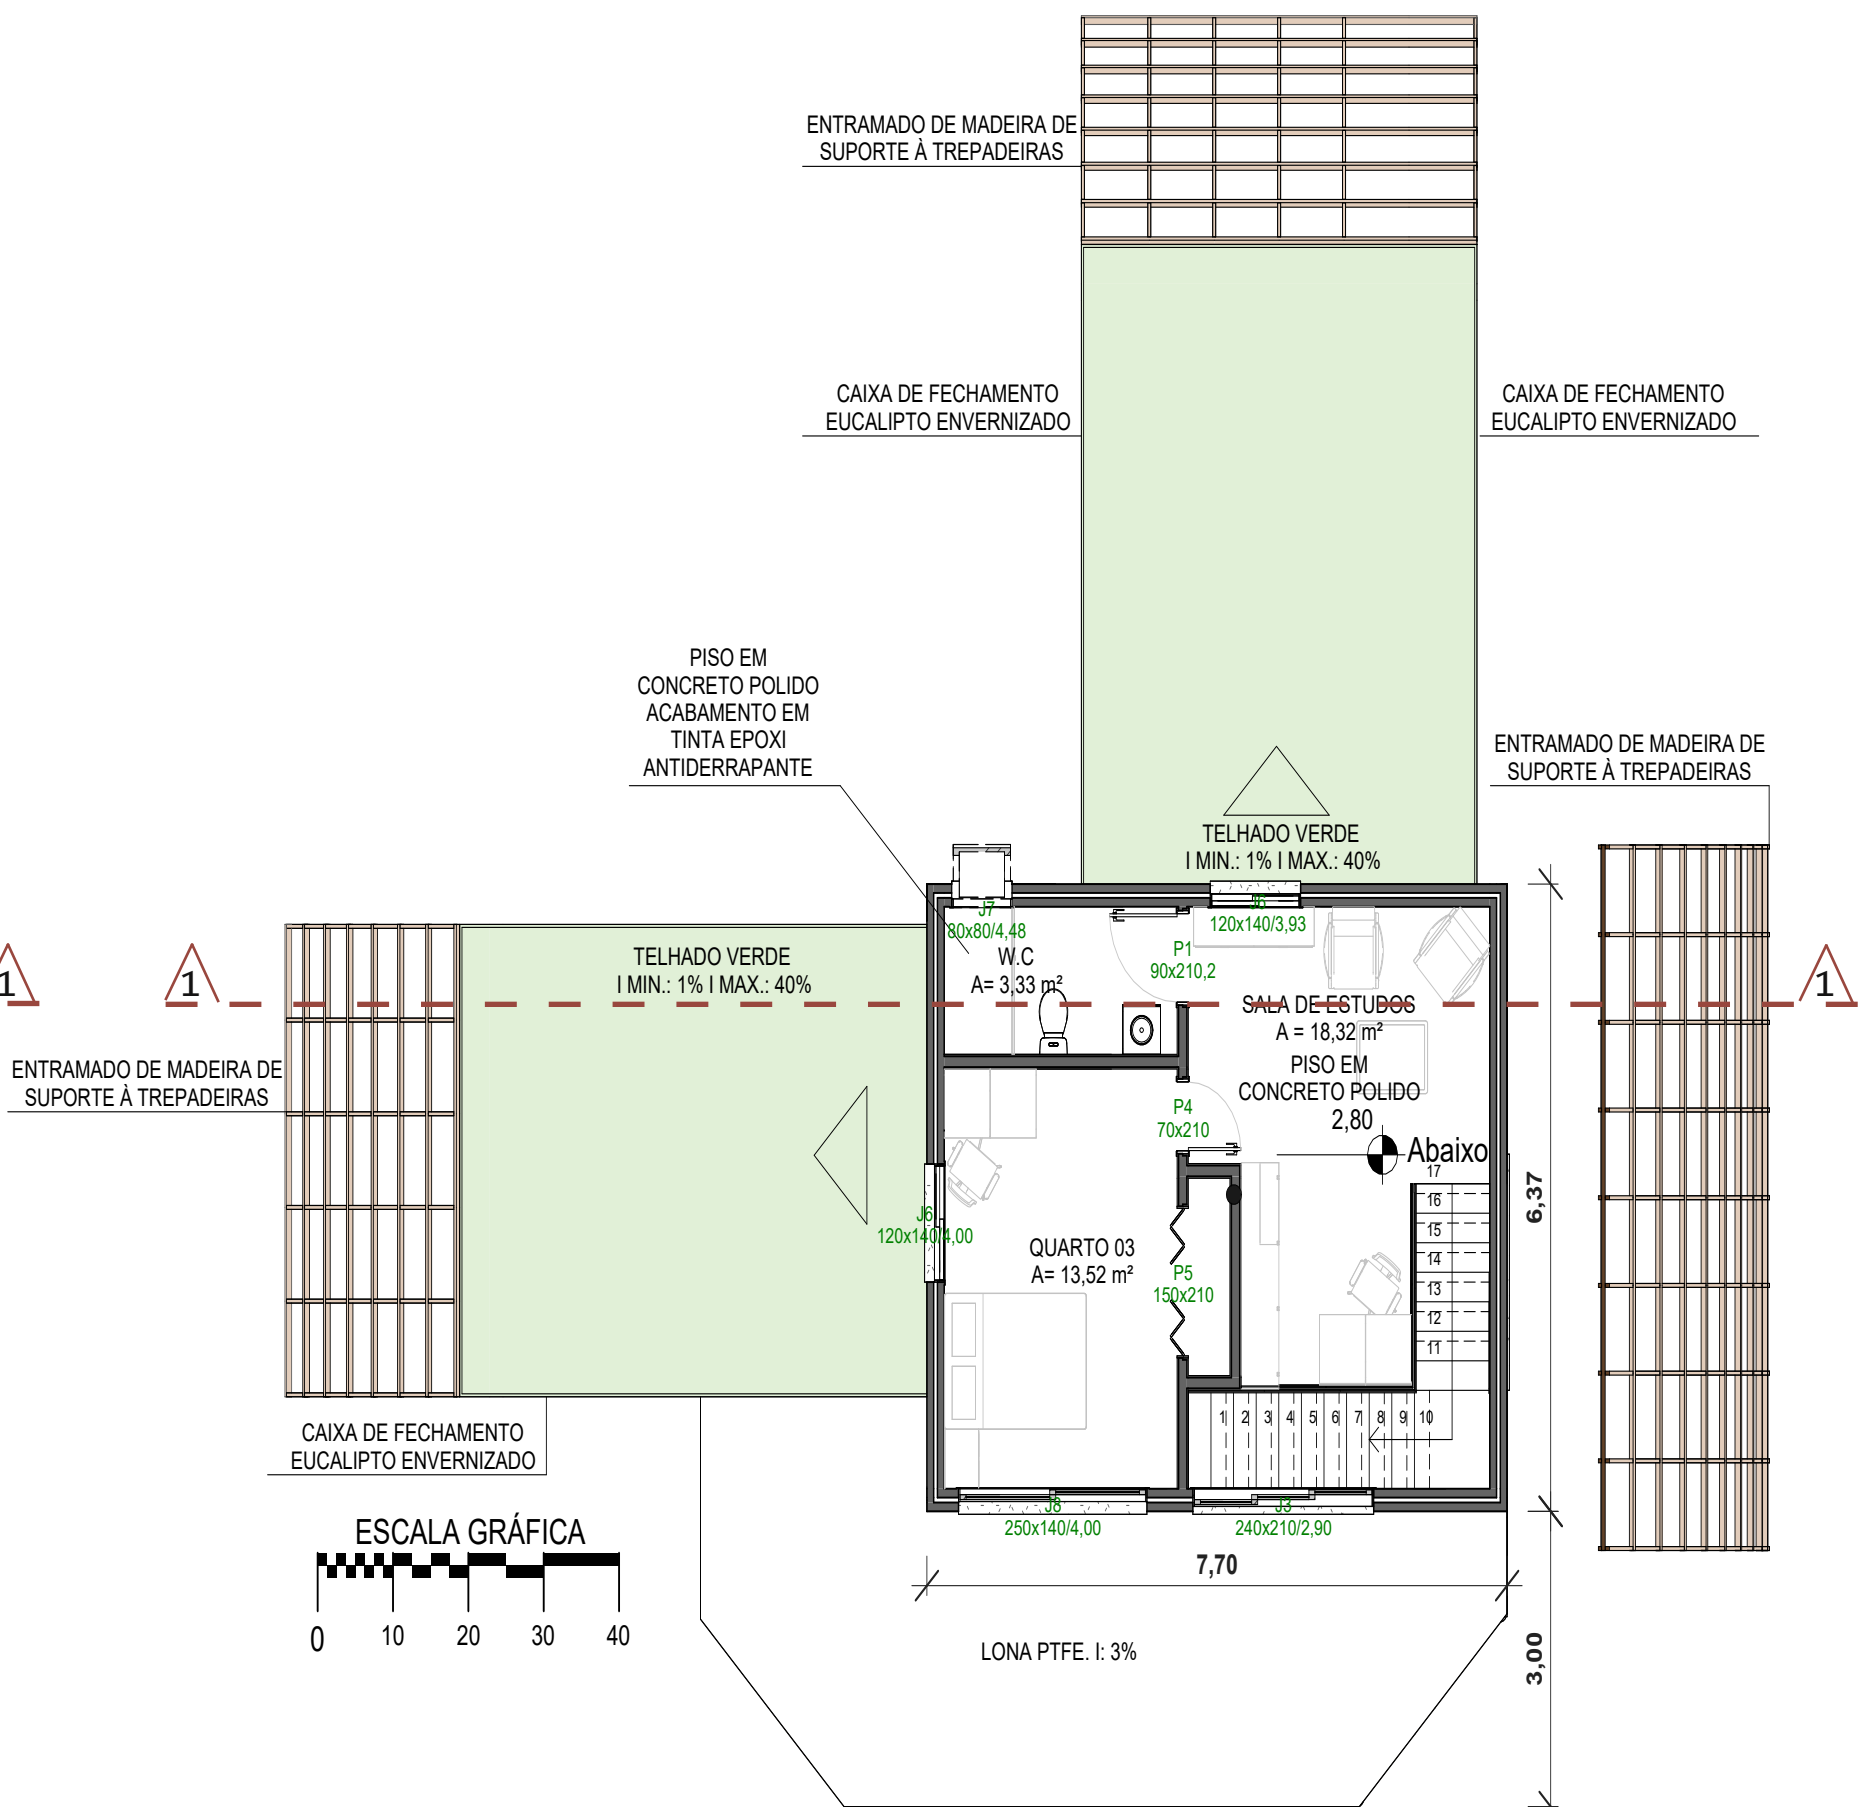 ENTRAMADO DE MADEIRA DE
SUPORTE À TREPADEIRAS
CAIXA DE FECHAMENTO
EUCALIPTO ENVERNIZADO
CAIXA DE FECHAMENTO
EUCALIPTO ENVERNIZADO
PISO EM
CONCRETO POLIDO
ACABAMENTO EM
TINTA EPOXI
ANTIDERRAPANTE
ENTRAMADO DE MADEIRA DE
SUPORTE À TREPADEIRAS
TELHADO VERDE
I MIN.: 1% I MAX.: 40%
J7
80x80/4,48
J6
120x140/3,93
TELHADO VERDE
I MIN.: 1% I MAX.: 40%
W.C
A= 3,33 m²
P1
90x210,2
1
1
1
SALA DE ESTUDOS
A = 18,32 m²
PISO EM
CONCRETO POLIDO
2,80
Abaixo
ENTRAMADO DE MADEIRA DE
SUPORTE À TREPADEIRAS
P4
70x210
17
16
15
14
13
12
11
6,37
J6
120x140/4,00
QUARTO 03
A= 13,52 m²
P5
150x210
1 2 3 4 5 6 7 8 9 10
CAIXA DE FECHAMENTO
EUCALIPTO ENVERNIZADO
J8
250x140/4,00
J3
240x210/2,90
ESCALA GRÁFICA
0 10 20 30 40
7,70
LONA PTFE. I: 3%
3,00